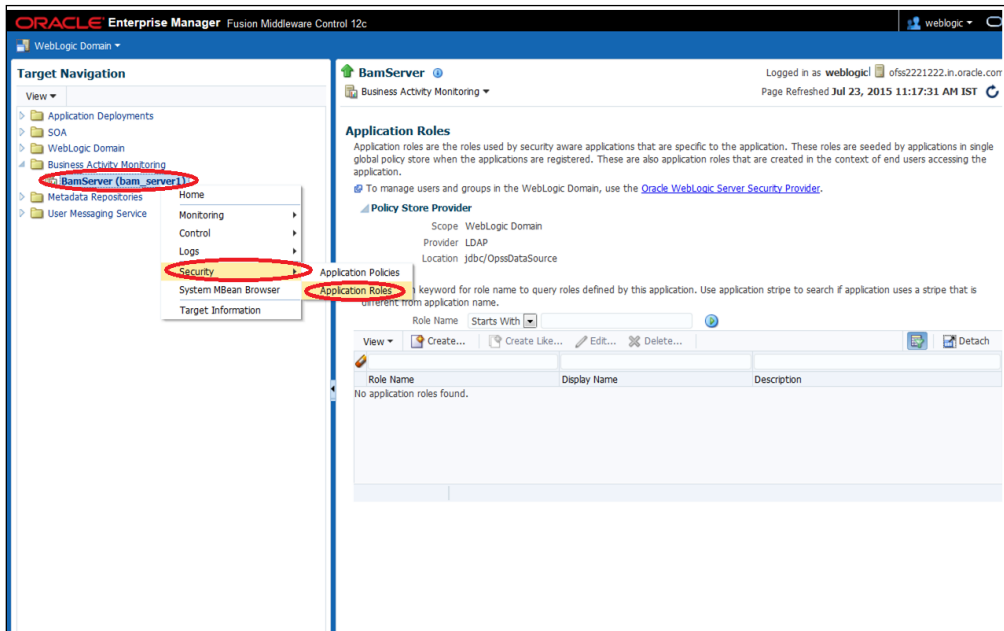 ORACLE Enterprise Manager Fusion Middleware Control 12c
weblogic
WebLogic Domain
Target Navigation
View
Application Deployments
SOA
WebLogic Domain
Business Activity Monitoring
BamServer (bam_server1)
Metadata Repositories
User Messaging Service
Home
Monitoring
Control
Logs
Security
System MBean Browser
Target Information
Application Policies
Application Roles
BamServer
Business Activity Monitoring
Logged in as weblogic
ofss2221222.in.oracle.com
Page Refreshed Jul 23, 2015 11:17:31 AM IST
Application Roles
Application roles are the roles used by security aware applications that are specific to the application. These roles are seeded by applications in single
global policy store when the applications are registered. These are also application roles that are created in the context of end users accessing the
application.
To manage users and groups in the WebLogic Domain, use the Oracle WebLogic Server Security Provider.
Policy Store Provider
Scope WebLogic Domain
Provider LDAP
Location jdbc/OpssDataSource
keyword for role name to query roles defined by this application. Use application stripe to search if application uses a stripe that is
different from application name.
Role Name Starts With
View Create... Create Like... Edit... Delete... Detach
Role Name Display Name Description
No application roles found.